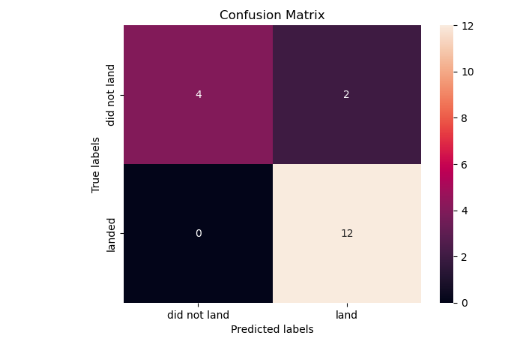 Confusion Matrix
did not land
landed
True labels
4
2
0
12
did not land
land
Predicted labels
12
10
8
6
4
2
0